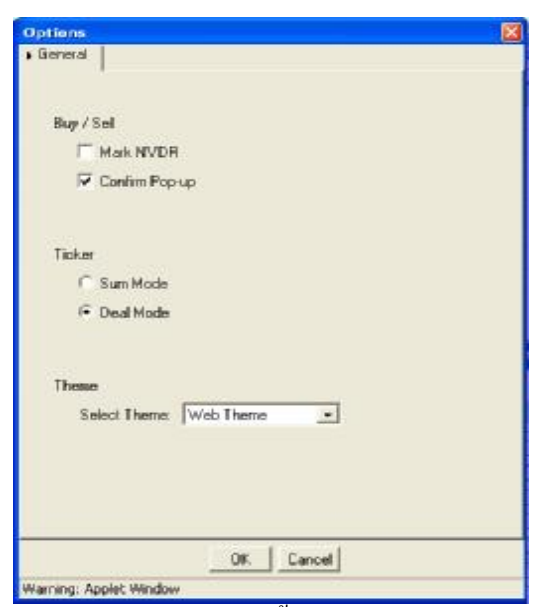 Options
General
Buy / Sell
Mark NVDR
Confirm Pop-up
Ticker
Sum Mode
Deal Mode
Theme
Select Theme: Web Theme
OK Cancel
Warning: Applet Window